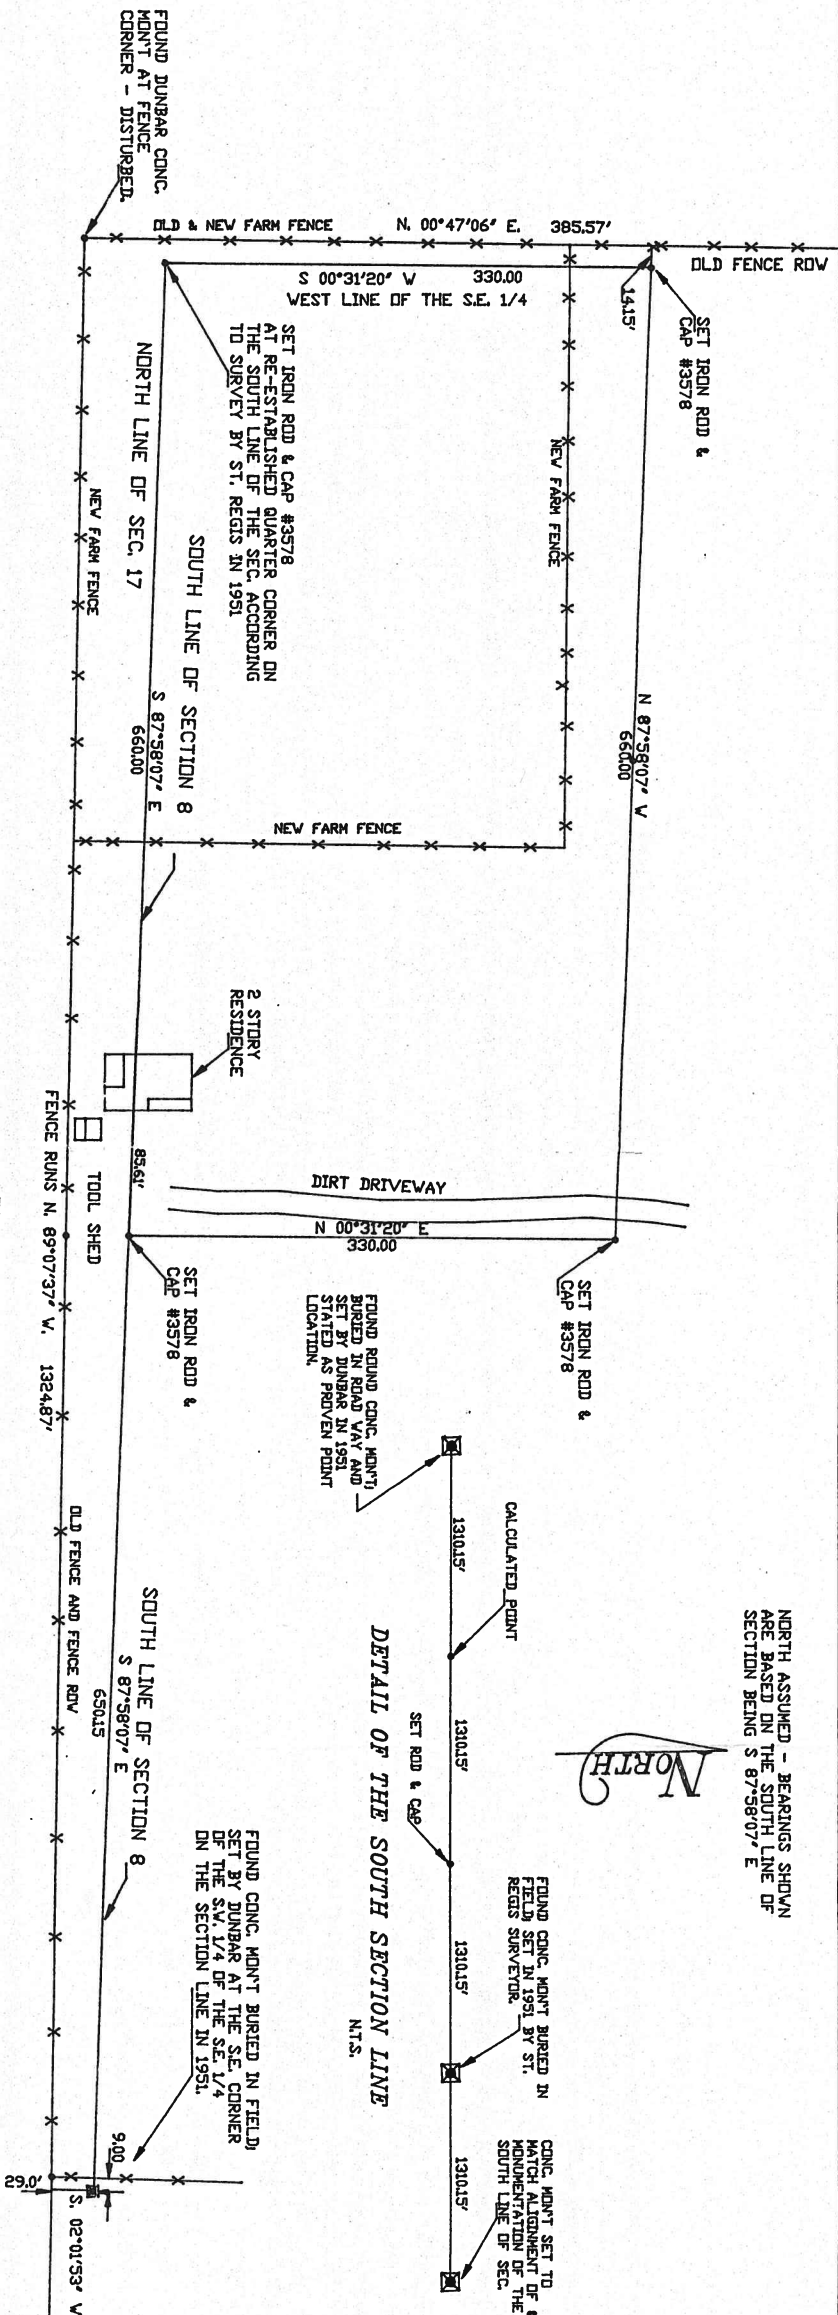 FOUND DUNBAR CONC.
MON'T AT FENCE
CORNER - DISTURBED.
OLD & NEW FARM FENCE N. 00°47'06" E. 385.57'
OLD FENCE ROW
S 00°31'20" W 330.00
WEST LINE OF THE S.E. 1/4
14.15'
SET IRON ROD &
CAP #3578
SET IRON ROD & CAP #3578
AT RE-ESTABLISHED QUARTER CORNER ON
THE SOUTH LINE OF THE SEC. ACCORDING
TO SURVEY BY ST. REGIS IN 1951
NEW FARM FENCE
NORTH LINE OF SEC. 17
SOUTH LINE OF SECTION 8
NEW FARM FENCE
S 87°58'07" E
660.00
N 87°58'07" W
660.00
NEW FARM FENCE
2 STORY
RESIDENCE
85.61'
DIRT DRIVEWAY
N 00°31'20" E
330.00
TOOL SHED
FENCE RUNS N. 89°07'37" W. 1324.87'
SET IRON ROD &
CAP #3578
SET IRON ROD &
CAP #3578
FOUND ROUND CONC. MON'T;
BURIED IN ROAD WAY AND
SET BY DUNBAR IN 1951
STATED AS PROVEN POINT
LOCATION.
1310.15'
CALCULATED POINT
1310.15'
SET ROD & CAP
1310.15'
1310.15'
DETAIL OF THE SOUTH SECTION LINE
N.T.S.
FOUND CONC. MON'T BURIED IN
FIELD; SET IN 1951 BY ST.
REGIS SURVEYOR.
CONC. MON'T SET TO
MATCH ALIGINMENT OF
MONUMENTATION OF THE
SOUTH LINE OF SEC.
NORTH
NORTH ASSUMED - BEARINGS SHOWN
ARE BASED ON THE SOUTH LINE OF
SECTION BEING S 87°58'07" E
OLD FENCE AND FENCE ROW
SOUTH LINE OF SECTION 8
S 87°58'07" E
650.15
FOUND CONC. MON'T BURIED IN FIELD;
SET BY DUNBAR AT THE S.E. CORNER
OF THE S.W. 1/4 OF THE S.E. 1/4
ON THE SECTION LINE IN 1951.
9.00
29.0'
S. 02°01'53" W